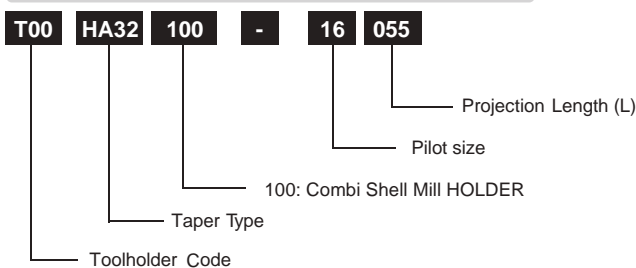 T00 HA32 100 - 16 055
Projection Length (L)
Pilot size
100: Combi Shell Mill HOLDER
Taper Type
Toolholder Code